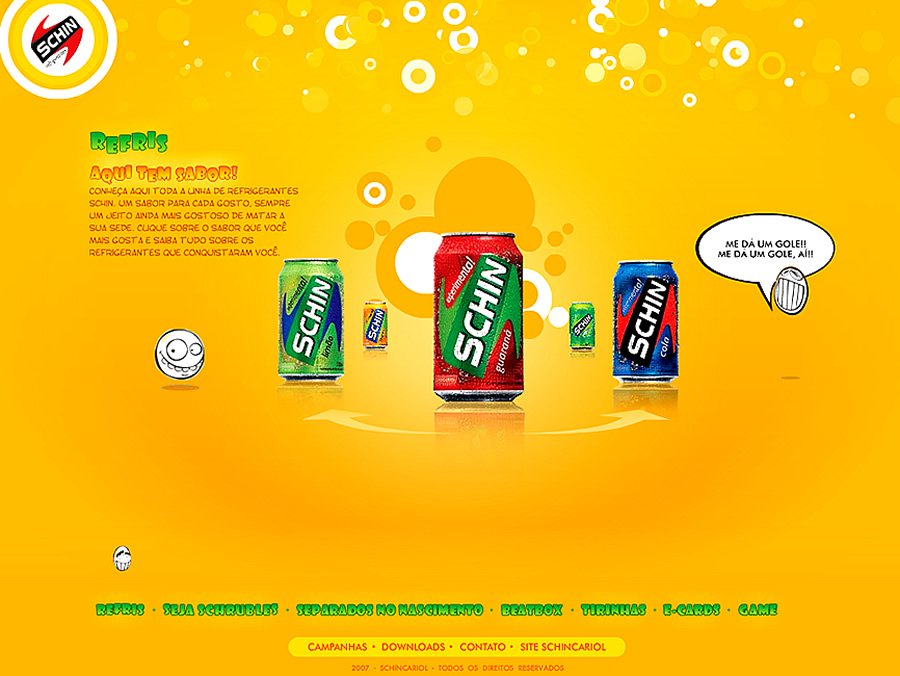 SCHIN
REFRIS
AQUI TEM SABOR!
CONHEÇA AQUI TODA A LINHA DE REFRIGERANTES
SCHIN. UM SABOR PARA CADA GOSTO, SEMPRE
UM JEITO AINDA MAIS GOSTOSO DE MATAR A
SUA SEDE. CLIQUE SOBRE O SABOR QUE VOCÊ
MAIS GOSTA E SAIBA TUDO SOBRE OS
REFRIGERANTES QUE CONQUISTARAM VOCÊ.
ME DÁ UM GOLE!!
ME DÁ UM GOLE, AÍ!!
experimenta!
SCHIN
limão
SCHIN
experimenta!
SCHIN
guaraná
SCHIN
experimenta!
SCHIN
cola
REFRIS • SEJA SCHRUBLES • SEPARADOS NO NASCIMENTO • BEATBOX • TIRINHAS • E-CARDS • GAME
CAMPANHAS • DOWNLOADS • CONTATO • SITE SCHINCARIOL
2007 - SCHINCARIOL - TODOS OS DIREITOS RESERVADOS